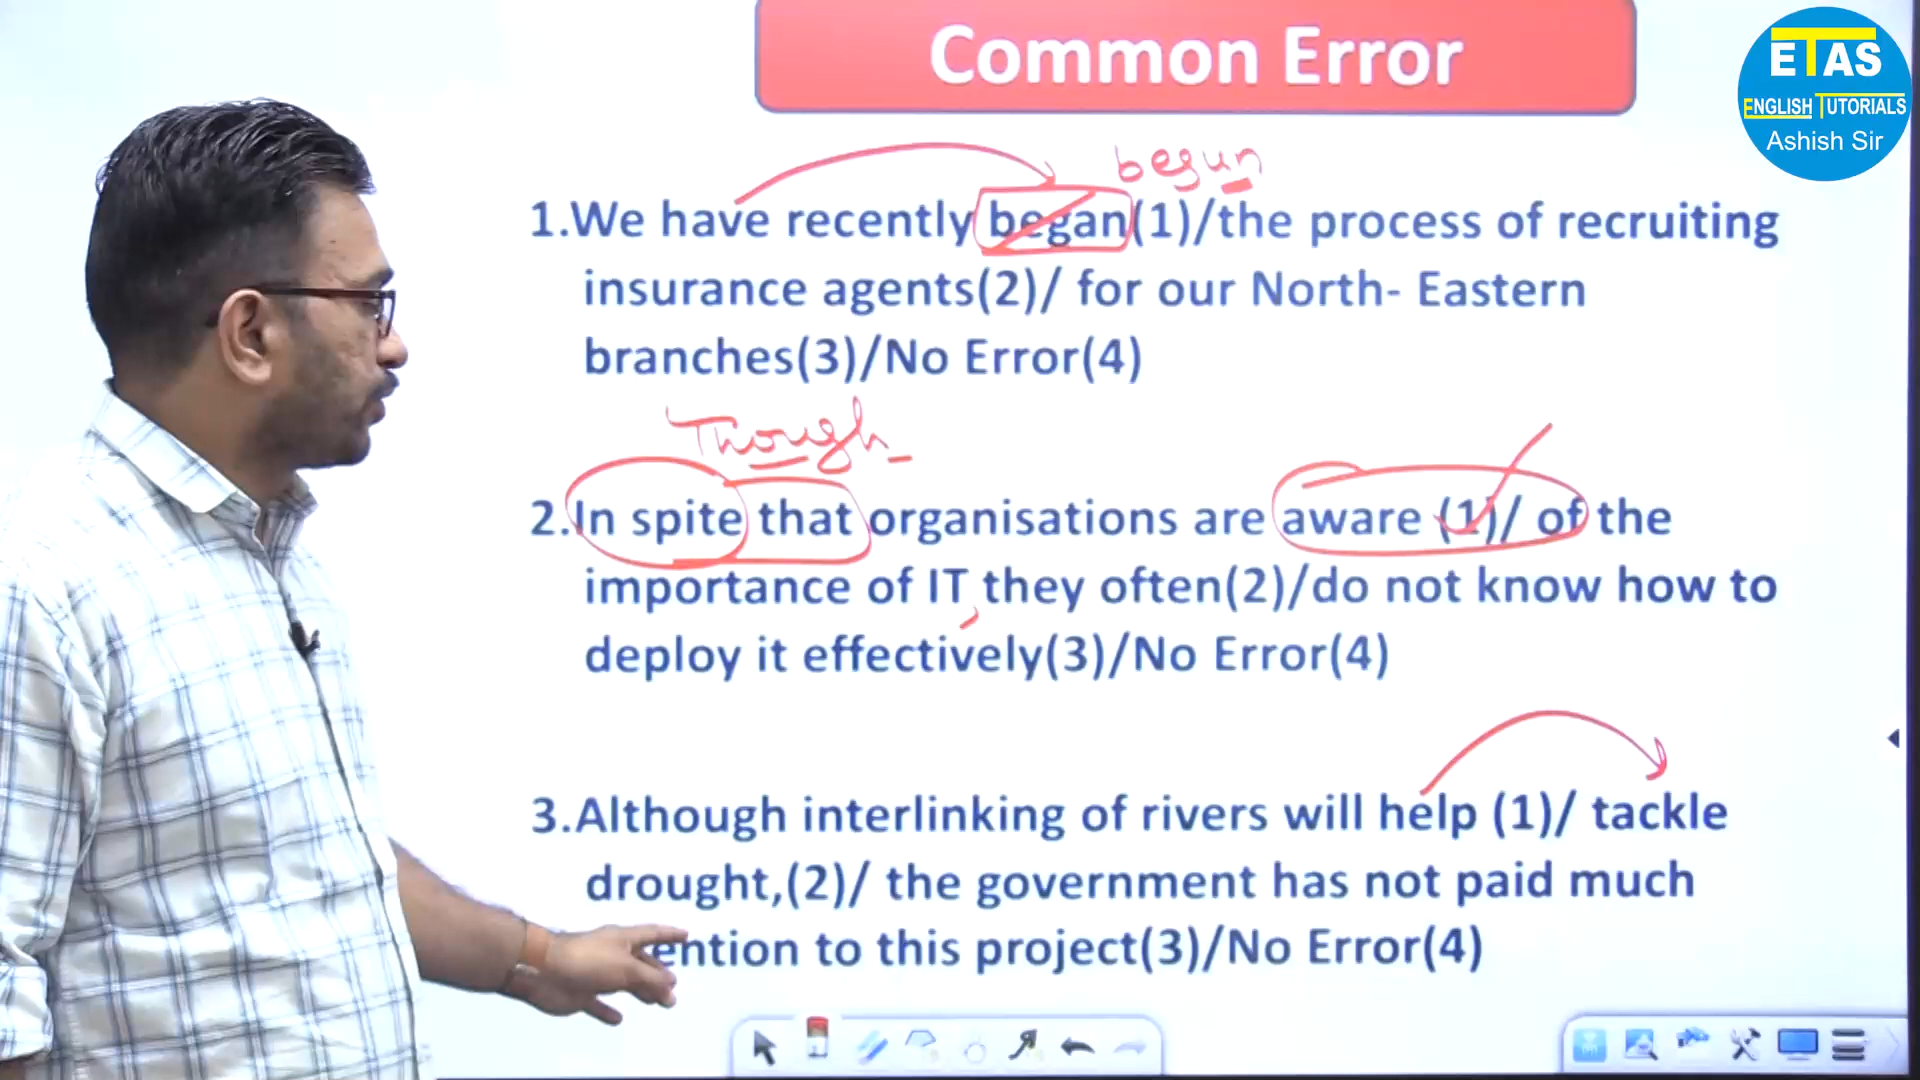 Common Error
ETAS
ENGLISH TUTORIALS
Ashish Sir
begun
1.We have recently began(1)/the process of recruiting
insurance agents(2)/ for our North- Eastern
branches(3)/No Error(4)
Though
2.In spite that organisations are aware (1)/ of the
importance of IT they often(2)/do not know how to
deploy it effectively(3)/No Error(4)
3.Although interlinking of rivers will help (1)/ tackle
drought,(2)/ the government has not paid much
ention to this project(3)/No Error(4)